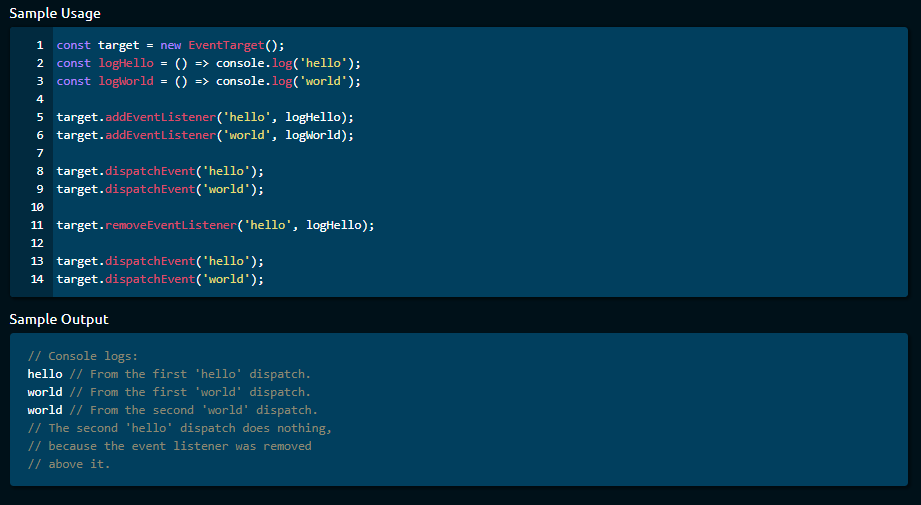 Sample Usage
1 const target = new EventTarget();
2 const logHello = () => console.log('hello');
3 const logWorld = () => console.log('world');
4
5 target.addEventListener('hello', logHello);
6 target.addEventListener('world', logWorld);
7
8 target.dispatchEvent('hello');
9 target.dispatchEvent('world');
10
11 target.removeEventListener('hello', logHello);
12
13 target.dispatchEvent('hello');
14 target.dispatchEvent('world');
Sample Output
// Console logs:
hello // From the first 'hello' dispatch.
world // From the first 'world' dispatch.
world // From the second 'world' dispatch.
// The second 'hello' dispatch does nothing,
// because the event listener was removed
// above it.